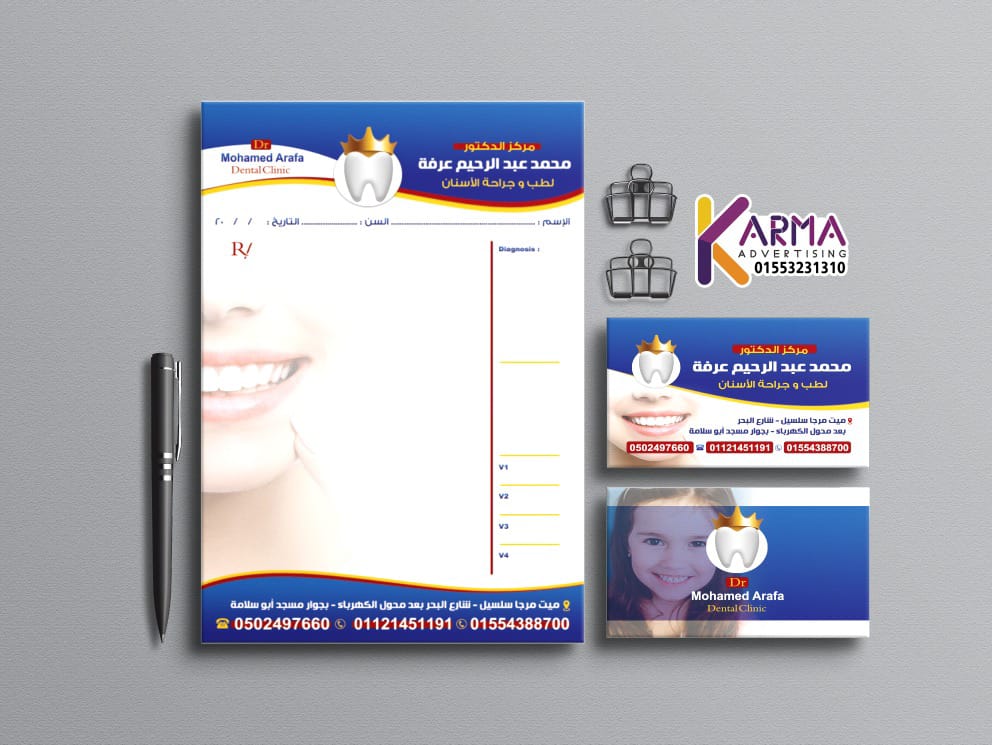 Dr
Mohamed Arafa
Dental Clinic
مركز الدكتور
محمد عبد الرحيم عرفة
لطب و جراحة الأسنان
الإسم : ........ السن : ........ التاريخ : / / ٢٠
R/
Diagnosis :
V1
V2
V3
V4
ميت مرجا سلسيل - شارع البحر بعد محول الكهرباء - بجوار مسجد أبو سلامة
0502497660 01121451191 01554388700
KARMA
ADVERTISING
01553231310
مركز الدكتور
محمد عبد الرحيم عرفة
لطب و جراحة الأسنان
ميت مرجا سلسيل - شارع البحر
بعد محول الكهرباء - بجوار مسجد أبو سلامة
0502497660 01121451191 01554388700
Dr
Mohamed Arafa
Dental Clinic